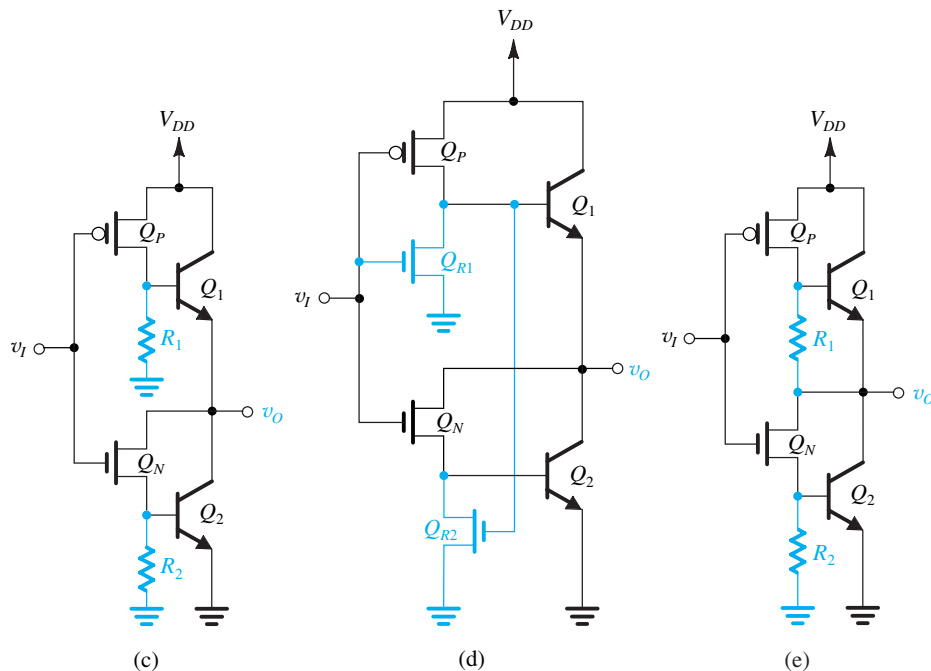 V_DD
Q_P
Q_1
R_1
v_I
v_O
Q_N
Q_2
R_2
(c)
V_DD
Q_P
Q_1
Q_R1
v_I
v_O
Q_N
Q_2
Q_R2
(d)
V_DD
Q_P
Q_1
R_1
v_I
v_O
Q_N
Q_2
R_2
(e)